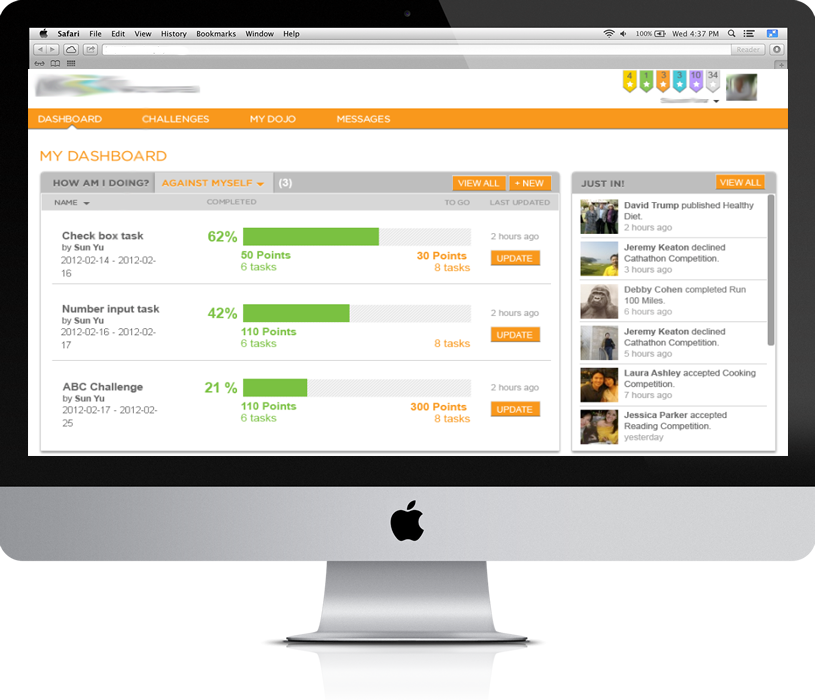 Safari File Edit View History Bookmarks Window Help 100% Wed 4:37 PM
Reader
4 1 3 3 10 34
DASHBOARD CHALLENGES MY DOJO MESSAGES
MY DASHBOARD
HOW AM I DOING? AGAINST MYSELF (3) VIEW ALL + NEW
NAME COMPLETED TO GO LAST UPDATED
Check box task
by Sun Yu
2012-02-14 - 2012-02-
16
62%
50 Points
6 tasks
30 Points
8 tasks
2 hours ago
UPDATE
Number input task
by Sun Yu
2012-02-16 - 2012-02-
17
42%
110 Points
6 tasks
8 tasks
2 hours ago
UPDATE
ABC Challenge
by Sun Yu
2012-02-17 - 2012-02-
25
21 %
110 Points
6 tasks
300 Points
8 tasks
2 hours ago
UPDATE
JUST IN! VIEW ALL
David Trump published Healthy
Diet.
2 hours ago
Jeremy Keaton declined
Cathathon Competition.
3 hours ago
Debby Cohen completed Run
100 Miles.
6 hours ago
Jeremy Keaton declined
Cathathon Competition.
5 hours ago
Laura Ashley accepted Cooking
Competition.
7 hours ago
Jessica Parker accepted
Reading Competition.
yesterday